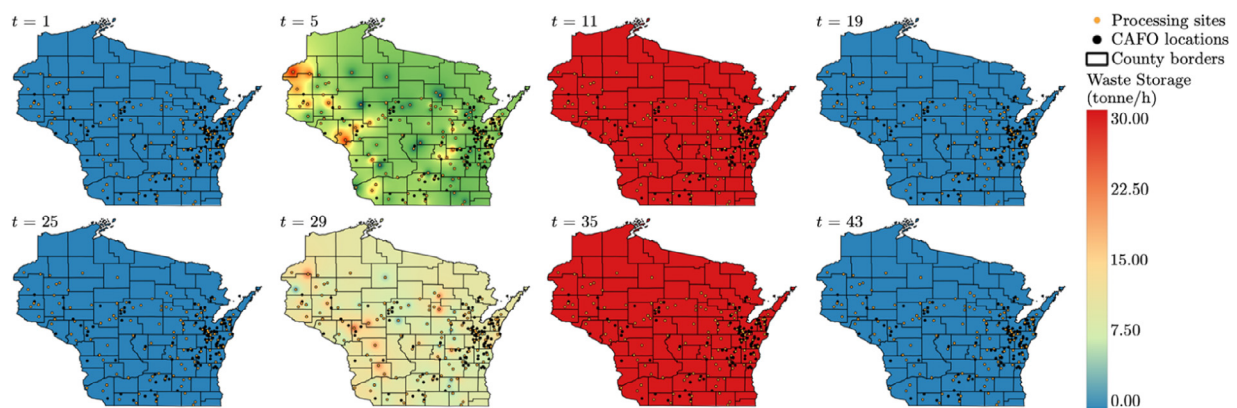 t = 1
t = 5
t = 11
t = 19
Processing sites
CAFO locations
County borders
Waste Storage
(tonne/h)
30.00
22.50
15.00
7.50
0.00
t = 25
t = 29
t = 35
t = 43